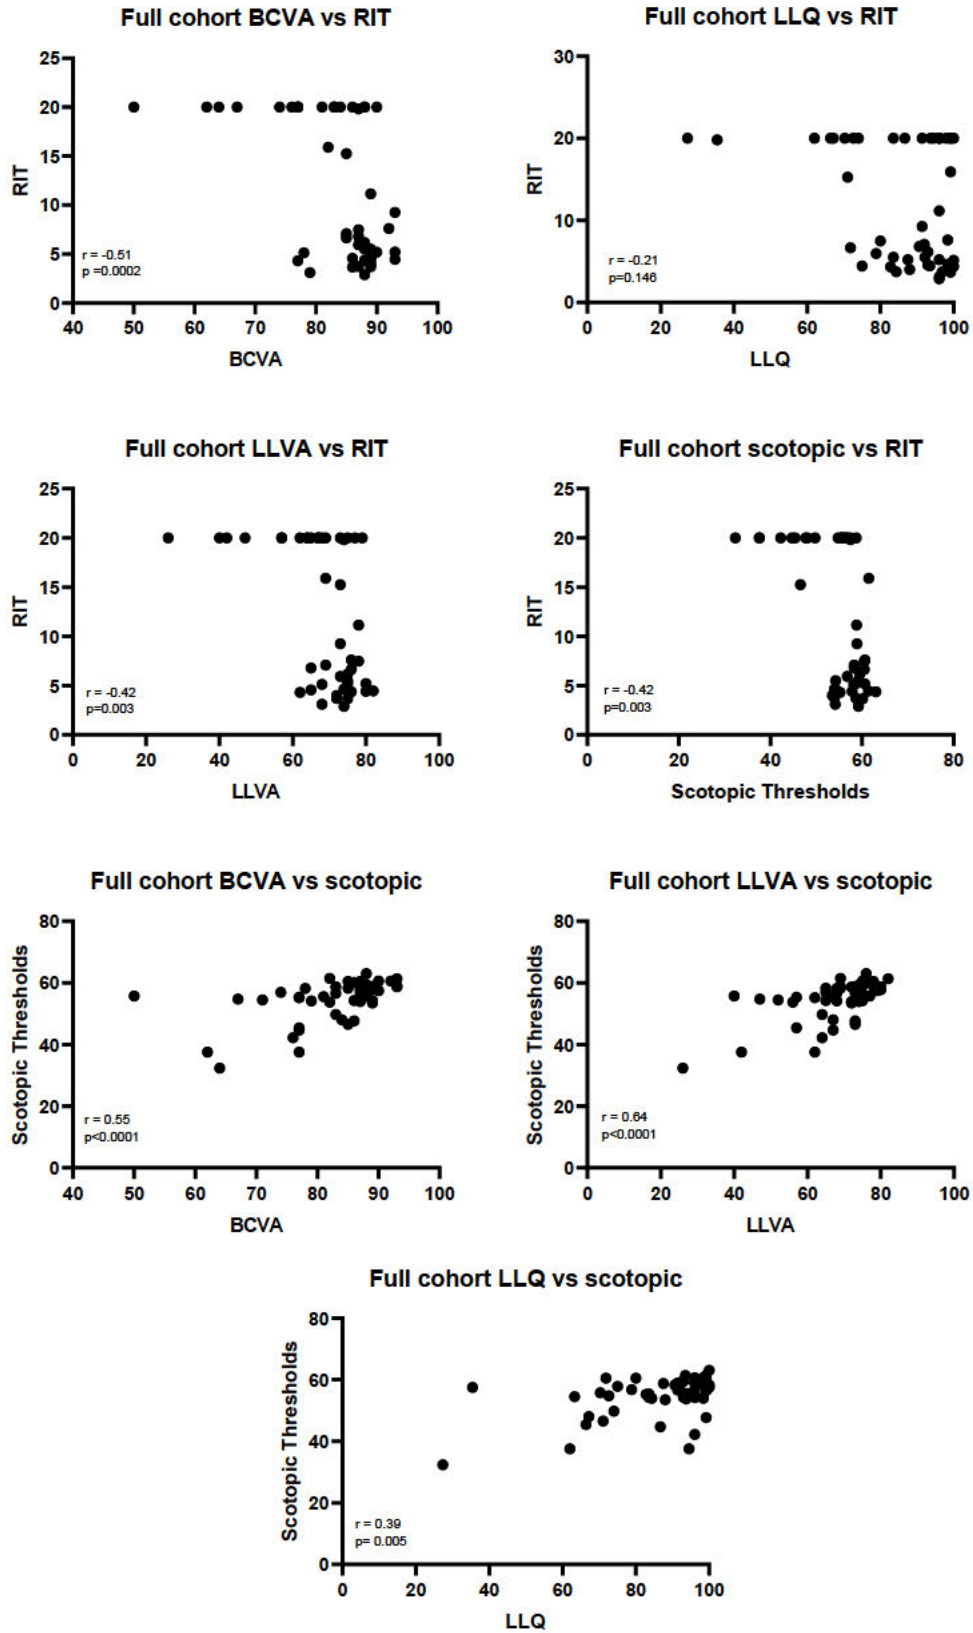 Full cohort BCVA vs RIT
25
20
15
10
5
0
RIT
r = -0.51
p =0.0002
40 50 60 70 80 90 100
BCVA
Full cohort LLQ vs RIT
30
20
10
0
RIT
r = -0.21
p=0.146
0 20 40 60 80 100
LLQ
Full cohort LLVA vs RIT
25
20
15
10
5
0
RIT
r = -0.42
p=0.003
0 20 40 60 80 100
LLVA
Full cohort scotopic vs RIT
25
20
15
10
5
0
RIT
r = -0.42
p=0.003
0 20 40 60 80
Scotopic Thresholds
Full cohort BCVA vs scotopic
80
60
40
20
0
Scotopic Thresholds
r = 0.55
p<0.0001
40 50 60 70 80 90 100
BCVA
Full cohort LLVA vs scotopic
80
60
40
20
0
Scotopic Thresholds
r = 0.64
p<0.0001
0 20 40 60 80 100
LLVA
Full cohort LLQ vs scotopic
80
60
40
20
0
Scotopic Thresholds
r = 0.39
p= 0.005
0 20 40 60 80 100
LLQ